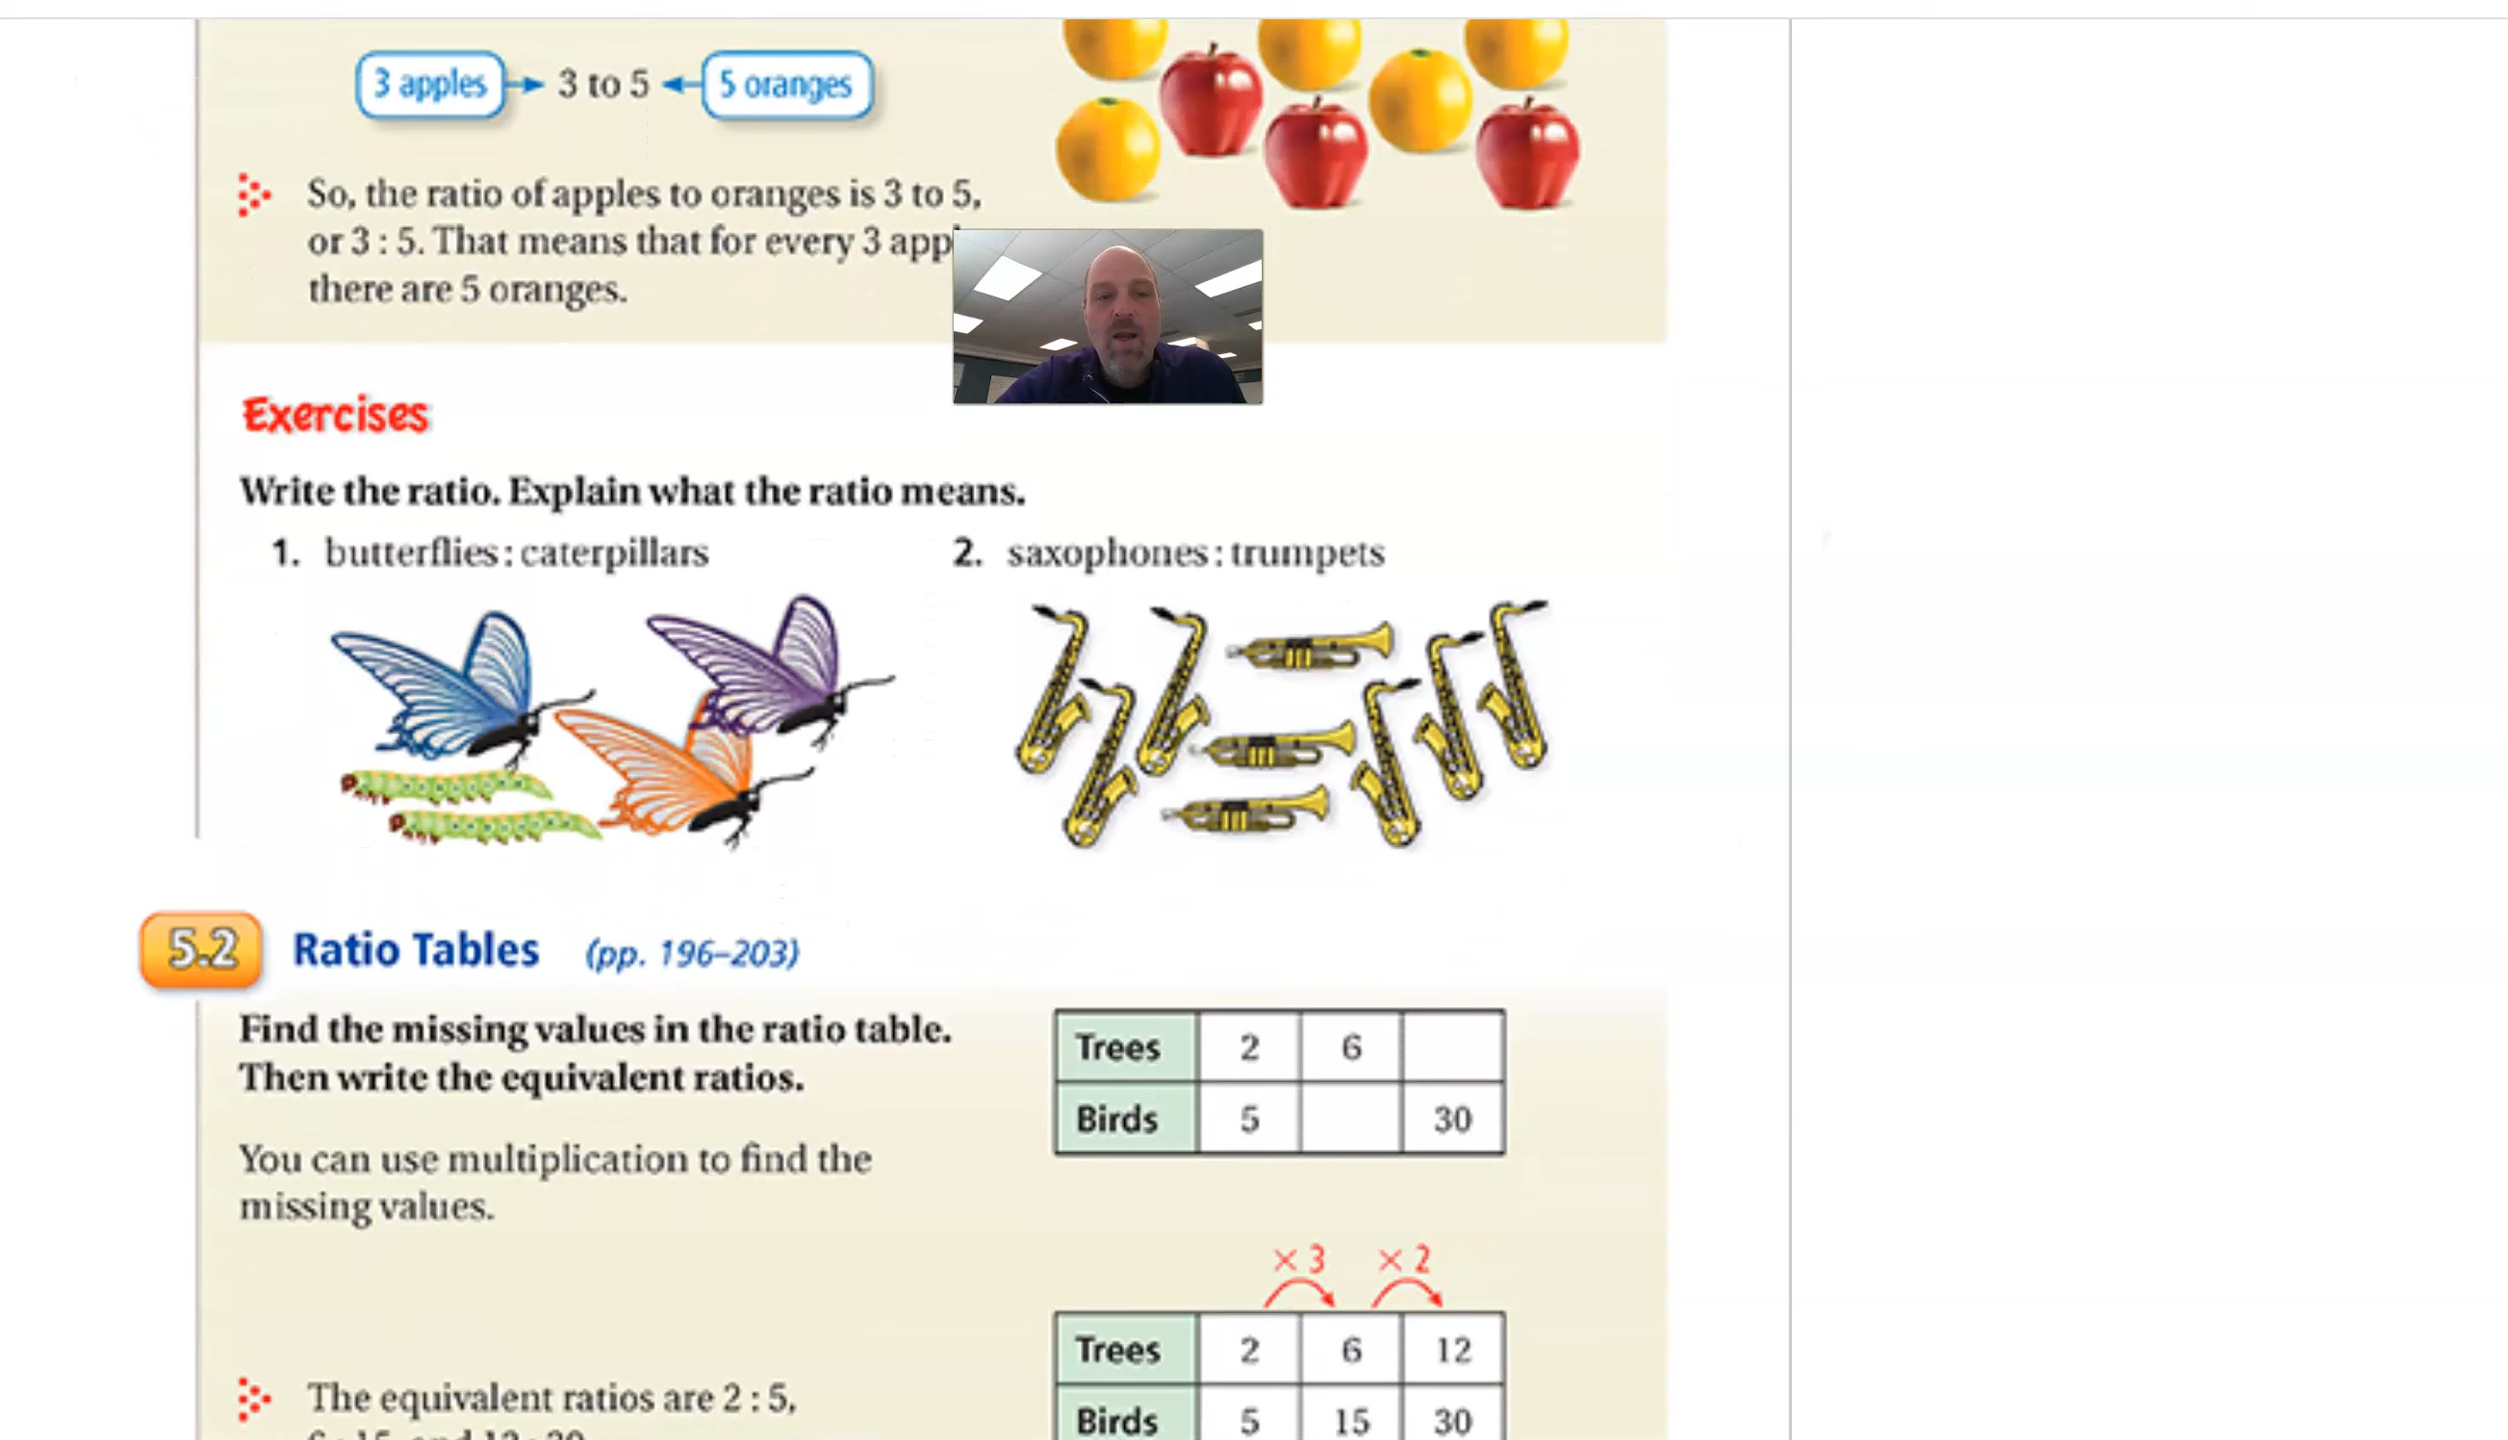 3 apples 3 to 5 5 oranges
So, the ratio of apples to oranges is 3 to 5,
or 3 : 5. That means that for every 3 app
there are 5 oranges.
Exercises
Write the ratio. Explain what the ratio means.
1. butterflies : caterpillars
2. saxophones : trumpets
5.2 Ratio Tables (pp. 196–203)
Find the missing values in the ratio table.
Then write the equivalent ratios.
You can use multiplication to find the
missing values.
Trees 2 6
Birds 5 30
× 3 × 2
Trees 2 6 12
Birds 5 15 30
The equivalent ratios are 2 : 5,